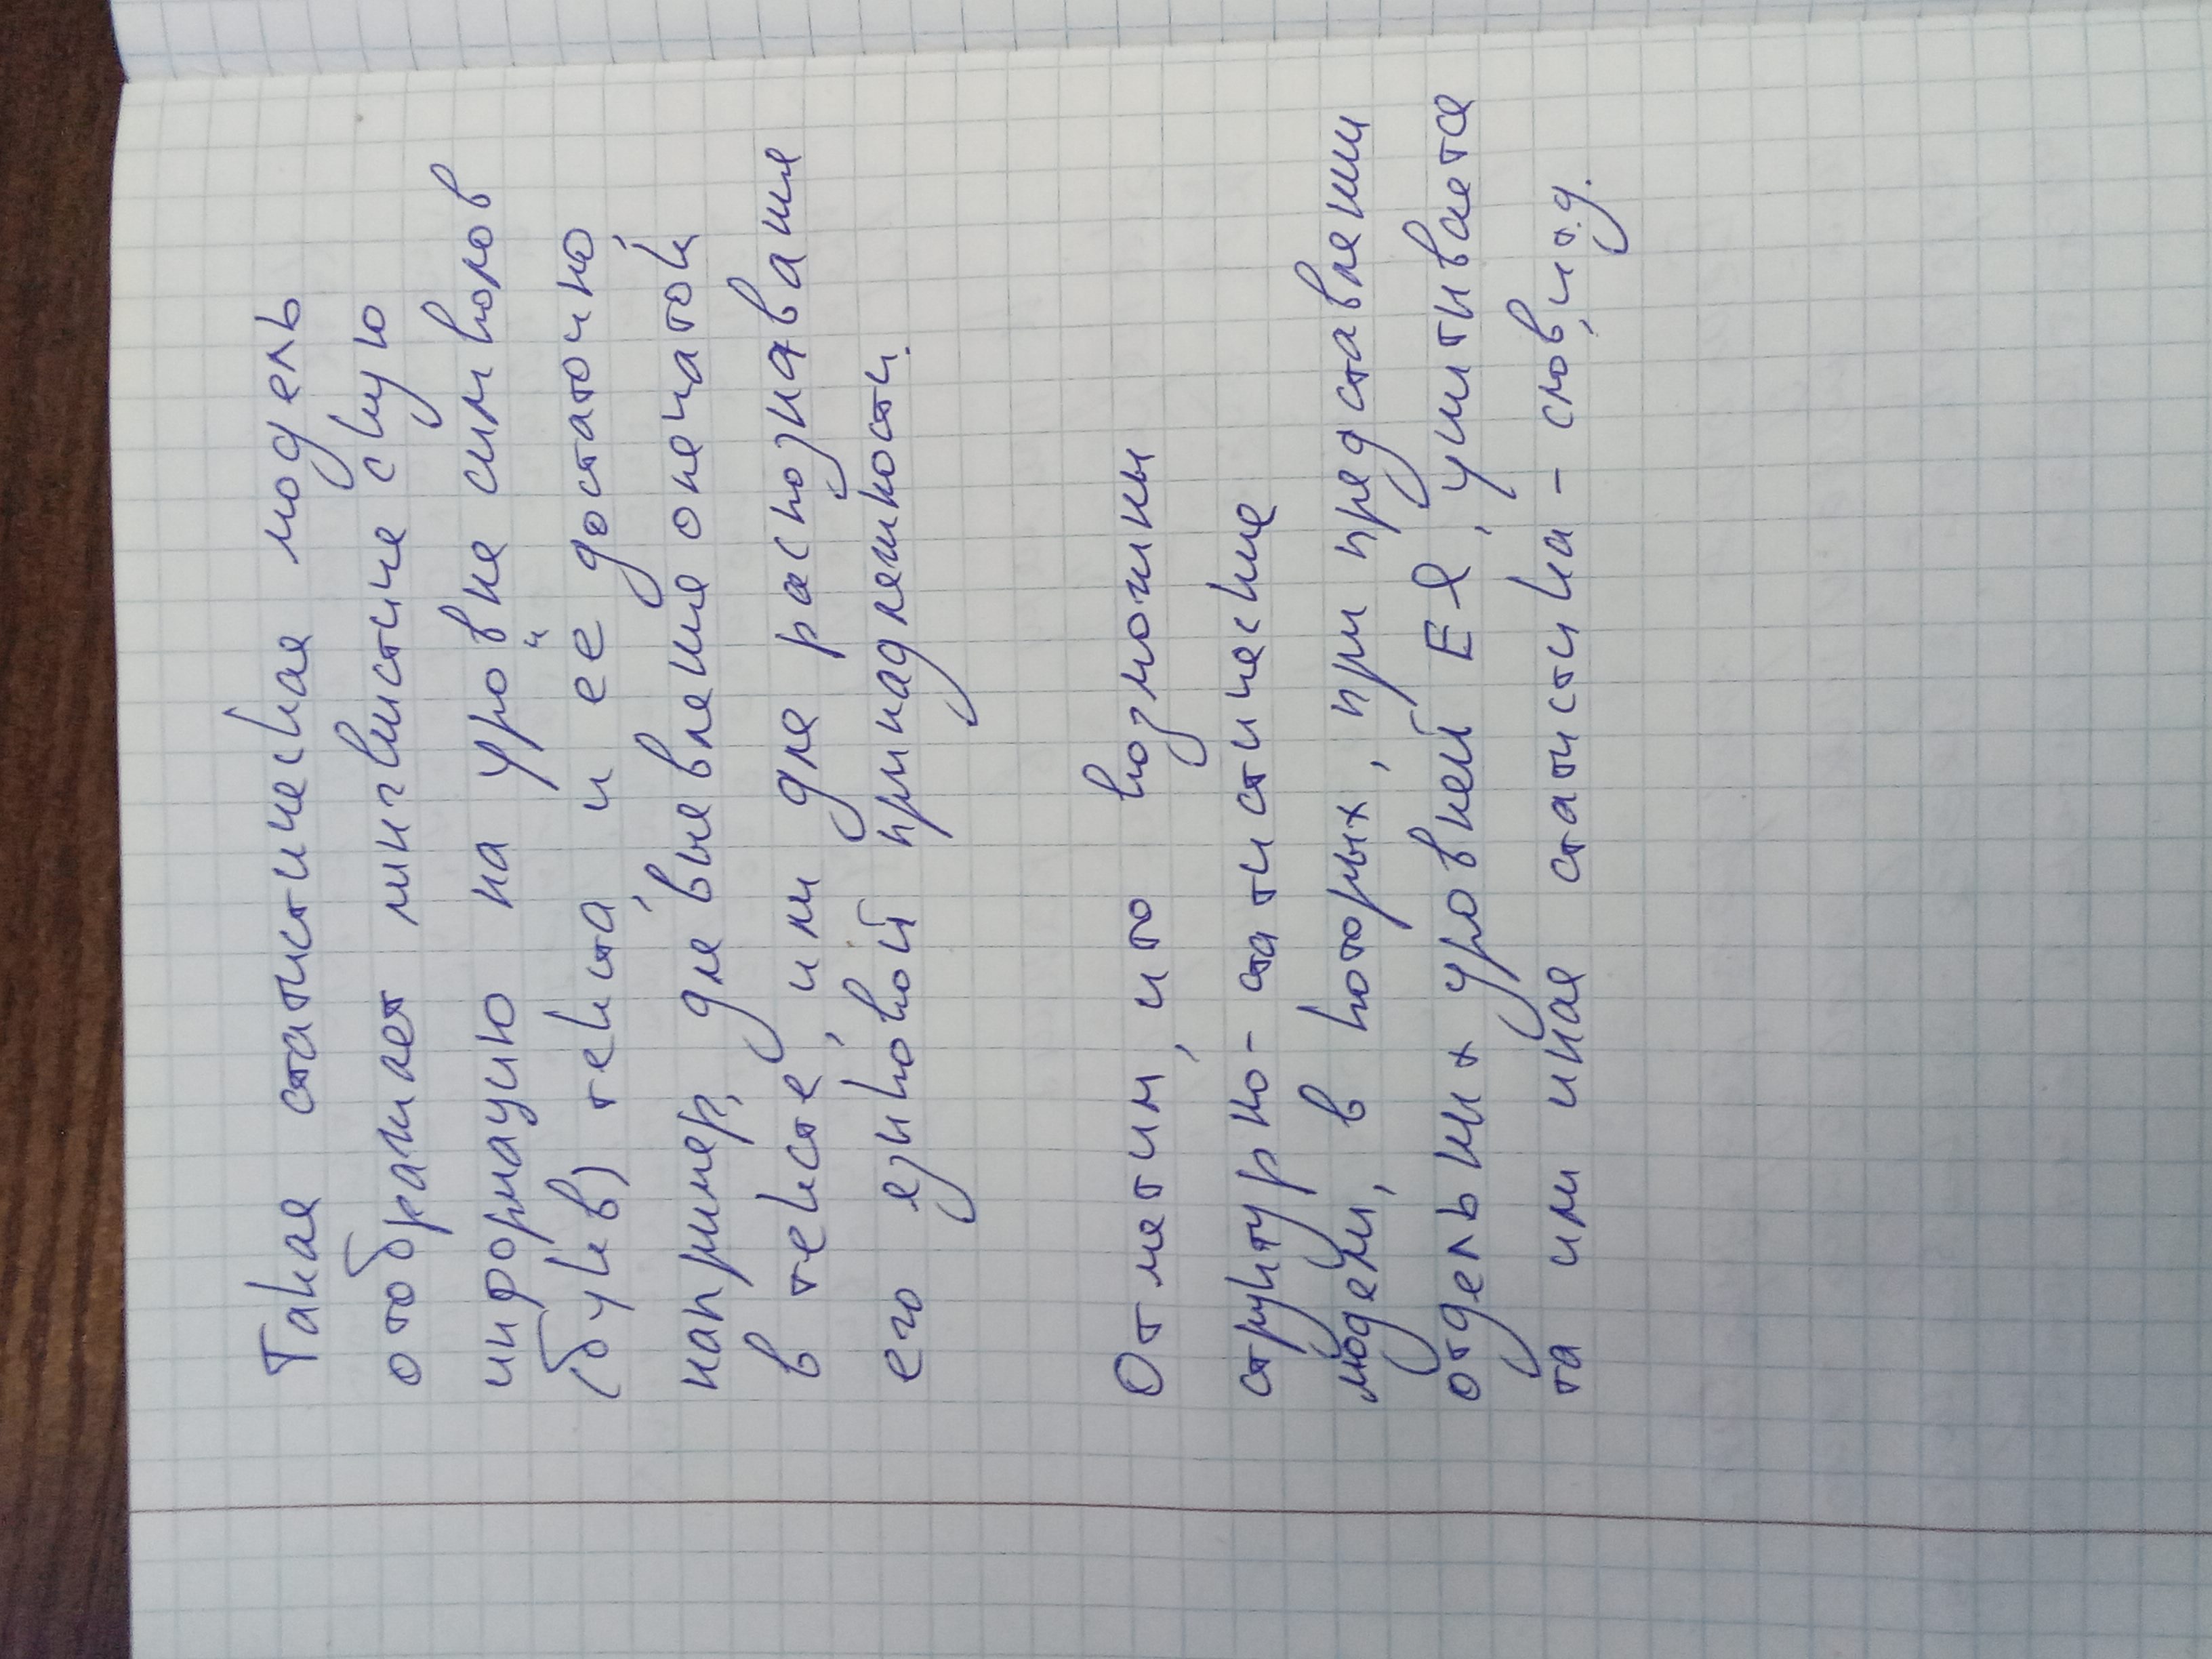 Такая статистическая модель
отображает лингвистическую
информацию на уровне символов
(букв) текста, и её достаточно,
например, для выявления опечаток
в тексте, или для распознавания
его языковой принадлежности.
Отметим, что возможны
структурно-статистические
модели, в которых, при представлении
отдельных уровней ЕЯ, учитывается
та или иная статистика – слов, и т.д.